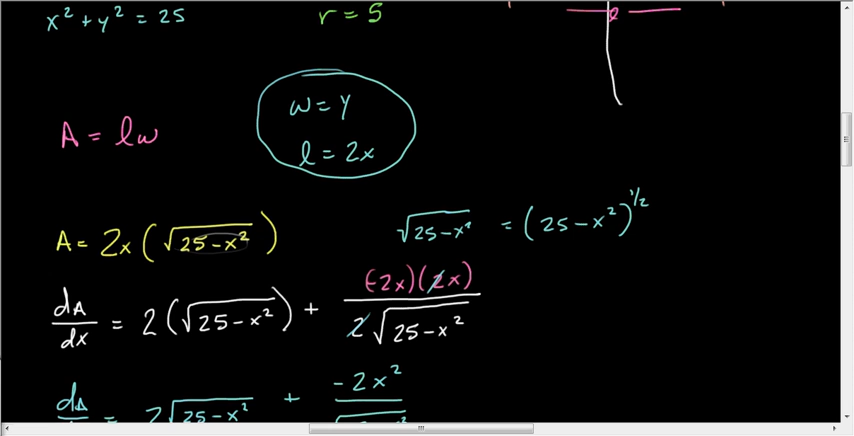 x² + y² = 25
r = 5
l
w = y
l = 2x
A = lw
A = 2x(√25-x²)
√25-x² = (25-x²)^1/2
dA/dx = 2(√25-x²) + (-2x)(2x)/2√25-x²
= 2√25-x² + -2x²